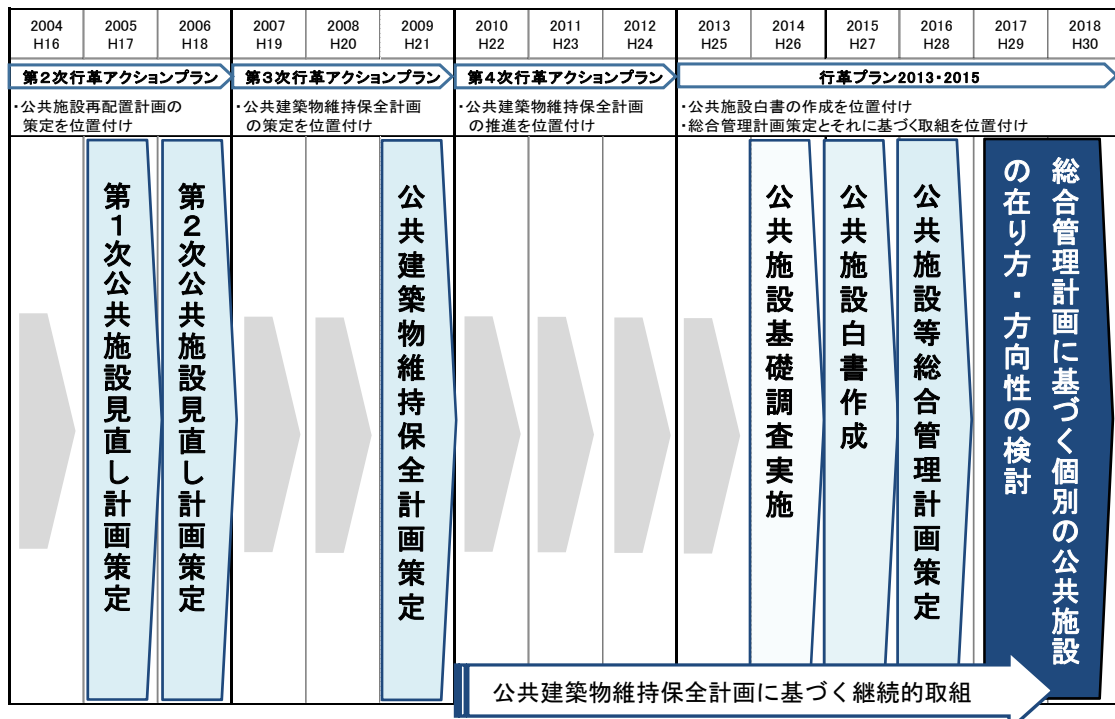 2004 2005 2006 2007 2008 2009 2010 2011 2012 2013 2014 2015 2016 2017 2018
H16 H17 H18 H19 H20 H21 H22 H23 H24 H25 H26 H27 H28 H29 H30
第2次行革アクションプラン
第3次行革アクションプラン
第4次行革アクションプラン
行革プラン2013・2015
・公共施設再配置計画の
策定を位置付け
・公共建築物維持保全計画
の策定を位置付け
・公共建築物維持保全計画
の推進を位置付け
・公共施設白書の作成を位置付け
・総合管理計画策定とそれに基づく取組を位置付け
第1次公共施設見直し計画策定
第2次公共施設見直し計画策定
公共建築物維持保全計画策定
公共施設基礎調査実施
公共施設白書作成
公共施設等総合管理計画策定
総合管理計画に基づく個別の公共施設
の在り方・方向性の検討
公共建築物維持保全計画に基づく継続的取組